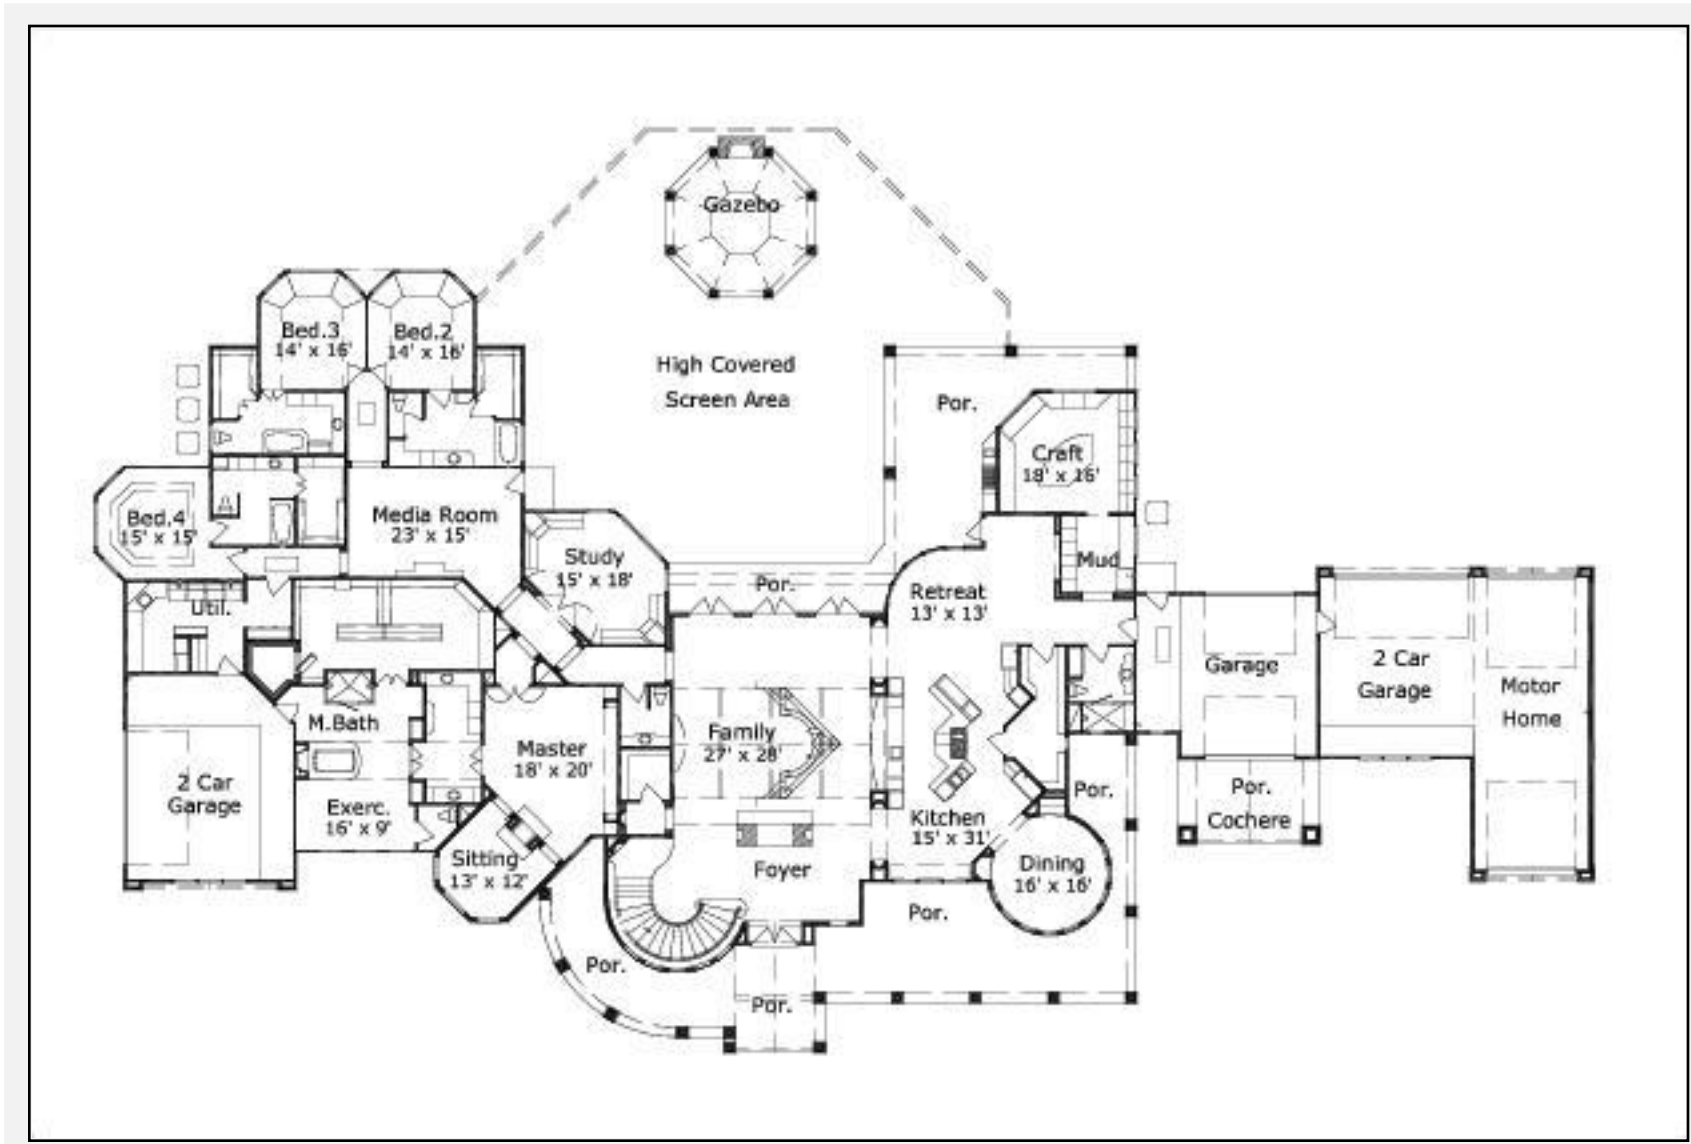 Gazebo
Bed.3
14' x 16'
Bed.2
14' x 16'
High Covered
Screen Area
Por.
Craft
18' x 16'
Bed.4
15' x 15'
Media Room
23' x 15'
Study
15' x 18'
Por.
Mud
Retreat
13' x 13'
Util.
Garage
2 Car
Garage
Motor
Home
M.Bath
Master
18' x 20'
Family
27' x 28'
2 Car
Garage
Exerc.
16' x 9'
Kitchen
15' x 31'
Por.
Por.
Cochere
Sitting
13' x 12'
Foyer
Dining
16' x 16'
Por.
Por.
Por.